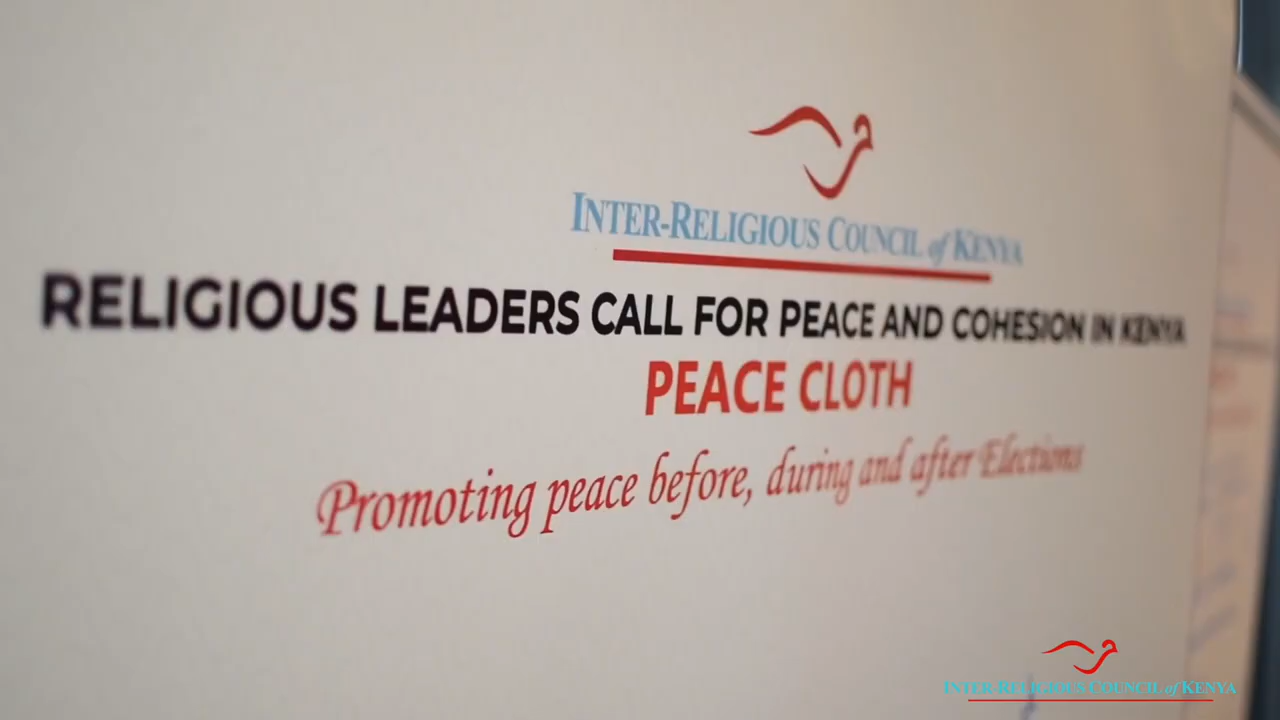 INTER-RELIGIOUS COUNCIL of KENYA
RELIGIOUS LEADERS CALL FOR PEACE AND COHESION IN KENYA
PEACE CLOTH
Promoting peace before, during and after Elections
INTER-RELIGIOUS COUNCIL of KENYA